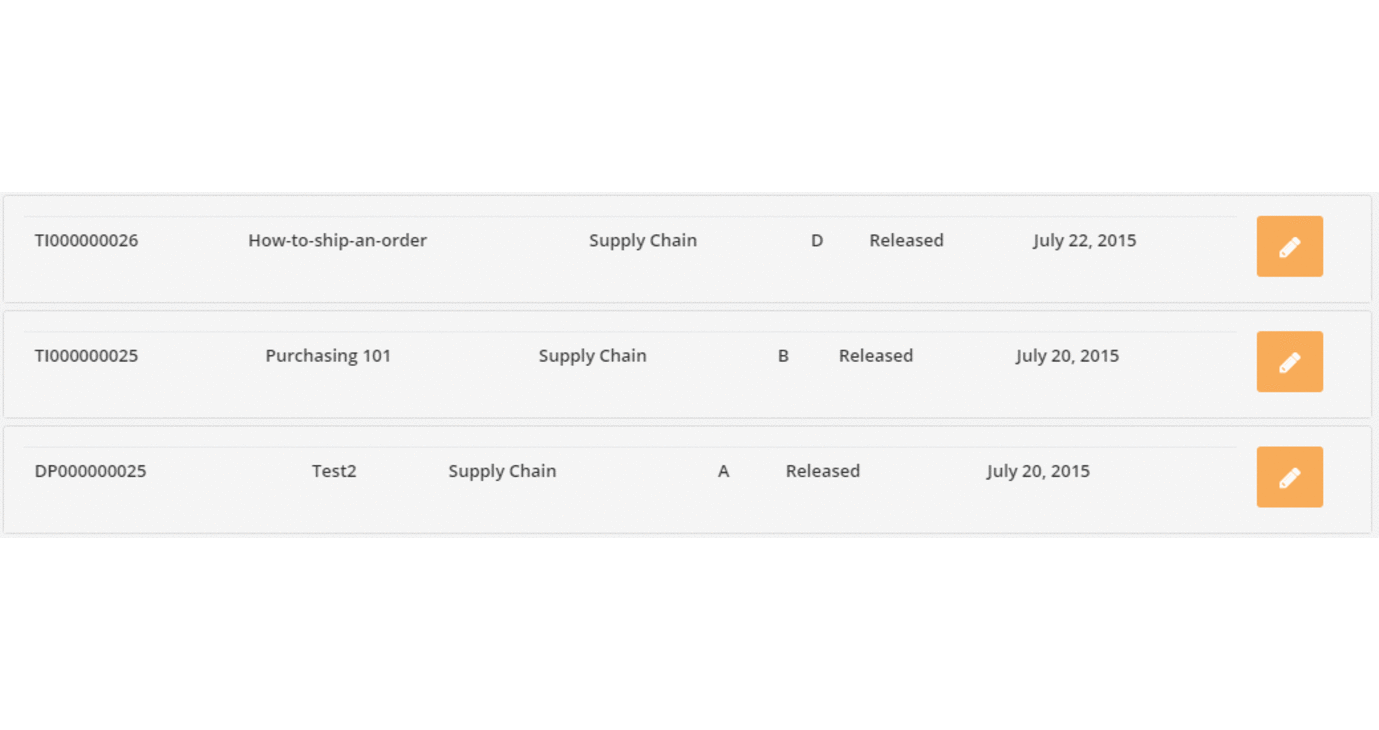 TI000000026 How-to-ship-an-order Supply Chain D Released July 22, 2015
TI000000025 Purchasing 101 Supply Chain B Released July 20, 2015
DP000000025 Test2 Supply Chain A Released July 20, 2015